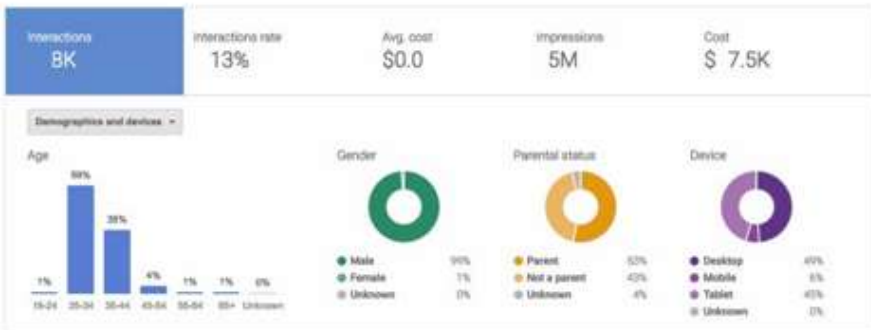 Interactions
8K
Interactions rate
13%
Avg. cost
$0.0
Impressions
5M
Cost
$ 7.5K
Demographics and devices
Age
59%
38%
1%
4%
1%
1%
0%
18-24 25-34 35-44 45-54 55-64 65+ Unknown
Gender
Male 99%
Female 1%
Unknown 0%
Parental status
Parent 53%
Not a parent 43%
Unknown 4%
Device
Desktop 49%
Mobile 6%
Tablet 45%
Unknown 0%